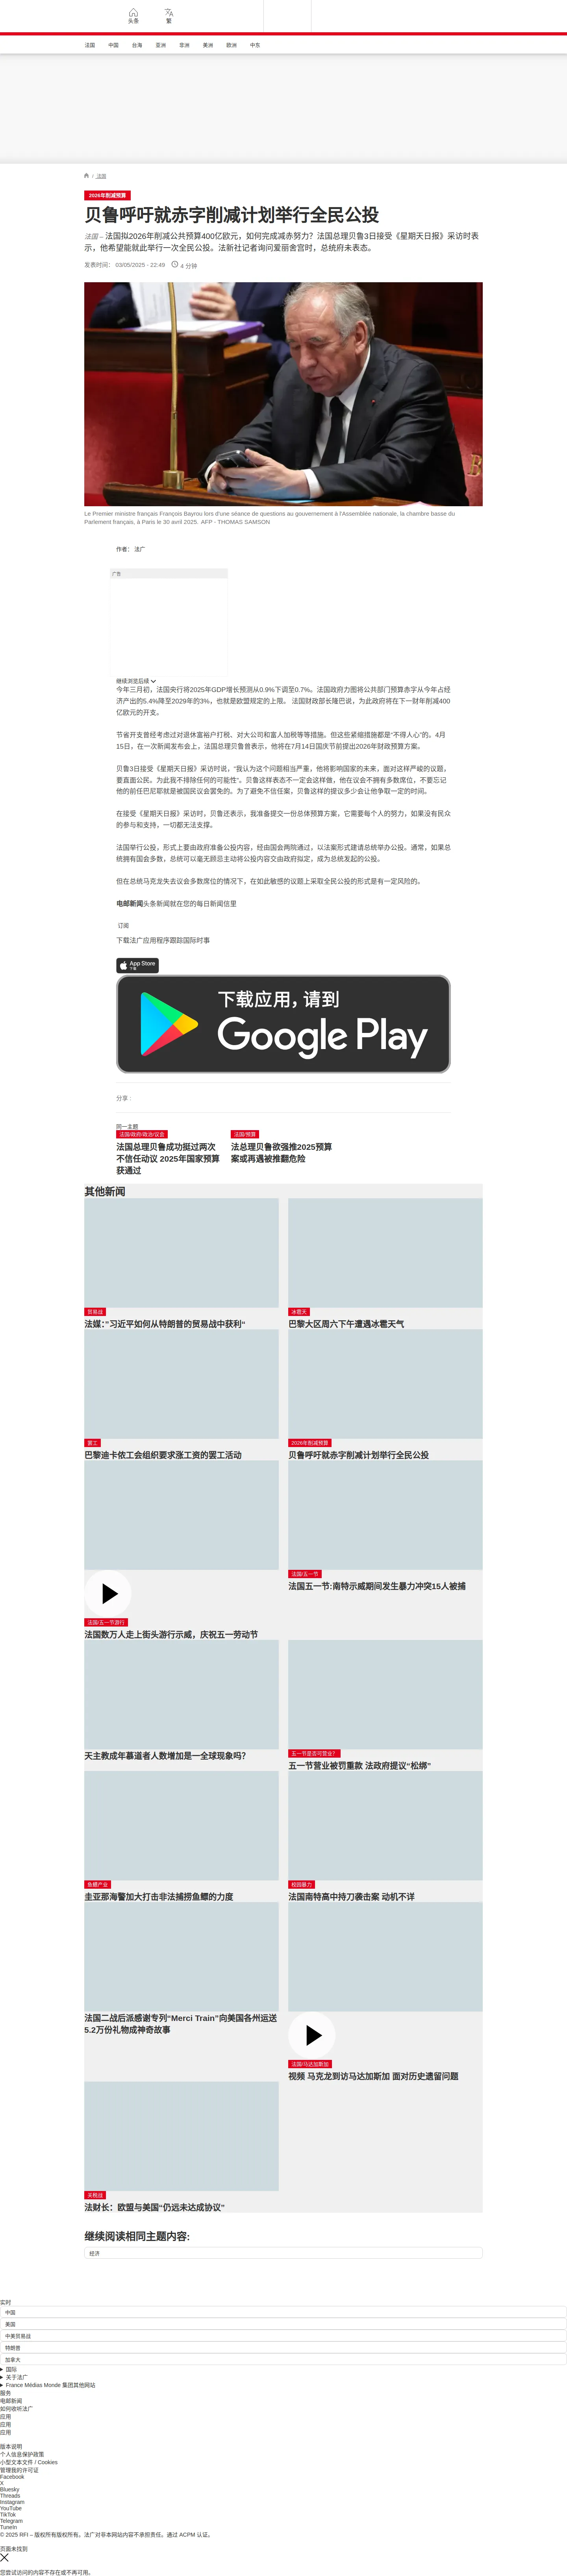 头条
繁
法国
中国
台海
亚洲
非洲
美洲
欧洲
中东
/ 法国
2026年削减预算
贝鲁呼吁就赤字削减计划举行全民公投
法国 – 法国拟2026年削减公共预算400亿欧元，如何完成减赤努力？法国总理贝鲁3日接受《星期天日报》采访时表
示，他希望能就此举行一次全民公投。法新社记者询问爱丽舍宫时，总统府未表态。
发表时间： 03/05/2025 - 22:49 4 分钟
Le Premier ministre français François Bayrou lors d'une séance de questions au gouvernement à l'Assemblée nationale, la chambre basse du
Parlement français, à Paris le 30 avril 2025. AFP - THOMAS SAMSON
作者： 法广
广告
继续浏览后续
今年三月初，法国央行将2025年GDP增长预测从0.9%下调至0.7%。法国政府力图将公共部门预算赤字从今年占经
济产出的5.4%降至2029年的3%，也就是欧盟规定的上限。 法国财政部长隆巴说，为此政府将在下一财年削减400
亿欧元的开支。
节省开支曾经考虑过对退休富裕户打税、对大公司和富人加税等等措施。但这些紧缩措施都是“不得人心”的。4月
15日，在一次新闻发布会上，法国总理贝鲁曾表示，他将在7月14日国庆节前提出2026年财政预算方案。
贝鲁3日接受《星期天日报》采访时说，“我认为这个问题相当严重，他将影响国家的未来，面对这样严峻的议题，
要直面公民。为此我不排除任何的可能性”。贝鲁这样表态不一定会这样做，他在议会不拥有多数席位，不要忘记
他的前任巴尼耶就是被国民议会罢免的。为了避免不信任案，贝鲁这样的提议多少会让他争取一定的时间。
在接受《星期天日报》采访时，贝鲁还表示，我准备提交一份总体预算方案，它需要每个人的努力，如果没有民众
的参与和支持，一切都无法支撑。
法国举行公投，形式上要由政府准备公投内容，经由国会两院通过，以法案形式建请总统举办公投。通常，如果总
统拥有国会多数，总统可以毫无顾忌主动将公投内容交由政府拟定，成为总统发起的公投。
但在总统马克龙失去议会多数席位的情况下，在如此敏感的议题上采取全民公投的形式是有一定风险的。
电邮新闻头条新闻就在您的每日新闻信里
订阅
下载法广应用程序跟踪国际时事
App Store
下载
下载应用，请到
Google Play
分享 :
同一主题
法国/政府/政治/议会
法国总理贝鲁成功挺过两次
不信任动议 2025年国家预算
获通过
法国/预算
法总理贝鲁欲强推2025预算
案或再遇被推翻危险
其他新闻
贸易战
法媒：“习近平如何从特朗普的贸易战中获利“
冰雹天
巴黎大区周六下午遭遇冰雹天气
罢工
巴黎迪卡侬工会组织要求涨工资的罢工活动
2026年削减预算
贝鲁呼吁就赤字削减计划举行全民公投
法国/五一节游行
法国数万人走上街头游行示威，庆祝五一劳动节
法国/五一节
法国五一节:南特示威期间发生暴力冲突15人被捕
天主教成年慕道者人数增加是一全球现象吗？
五一节是否可营业？
五一节营业被罚重款 法政府提议“松绑”
鱼鳔产业
圭亚那海警加大打击非法捕捞鱼鳔的力度
校园暴力
法国南特高中持刀袭击案 动机不详
法国二战后派感谢专列“Merci Train”向美国各州运送
5.2万份礼物成神奇故事
法国/马达加斯加
视频 马克龙到访马达加斯加 面对历史遗留问题
关税战
法财长：欧盟与美国“仍远未达成协议”
继续阅读相同主题内容:
经济
实时
中国
美国
中美贸易战
特朗普
加拿大
国际
关于法广
France Médias Monde 集团其他网站
服务
电邮新闻
如何收听法广
应用
应用
应用
版本说明
个人信息保护政策
小型文本文件 / Cookies
管理我的许可证
Facebook
X
Bluesky
Threads
Instagram
YouTube
TikTok
Telegram
TuneIn
© 2025 RFI – 版权所有版权所有。法广对非本网站内容不承担责任。通过 ACPM 认证。
页面未找到
您尝试访问的内容不存在或不再可用。